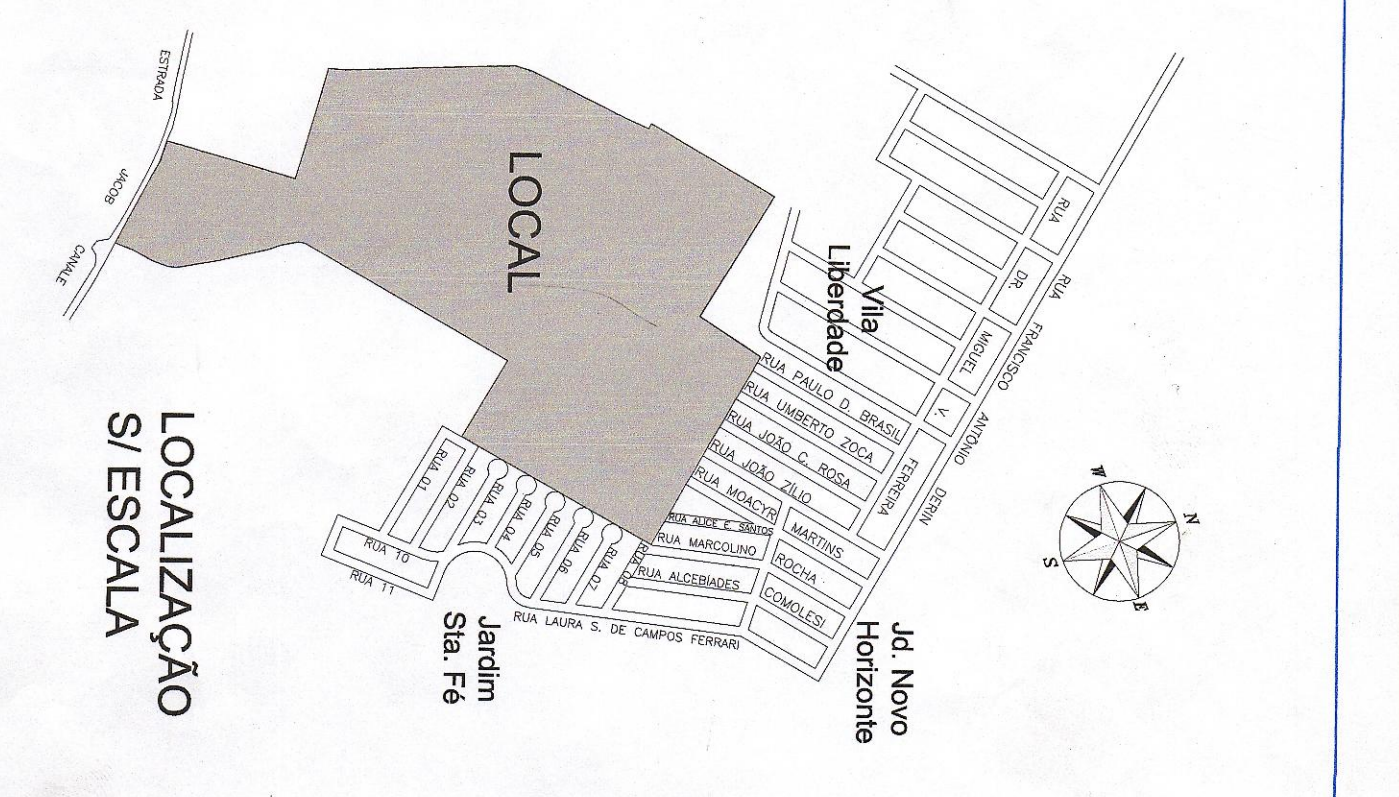 LOCAL
Vila
Liberdade
RUA
DR.
MIGUEL
V.
FERREIRA
RUA
FRANCISCO
ANTÔNIO
DERIN
RUA PAULO D. BRASIL
RUA UMBERTO ZOCA
RUA JOÃO C. ROSA
RUA JOÃO ZÍLIO
RUA MOACYR
MARTINS
RUA ALICE E. SANTOS
RUA MARCOLINO
ROCHA
RUA ALCEBÍADES
COMOLESI
RUA LAURA S. DE CAMPOS FERRARI
RUA 01
RUA 02
RUA 03
RUA 04
RUA 05
RUA 06
RUA 07
RUA 08
RUA 10
RUA 11
Jardim
Sta. Fé
Jd. Novo
Horizonte
ESTRADA
JACOB
CANALE
N
W
E
S
LOCALIZAÇÃO
S/ ESCALA